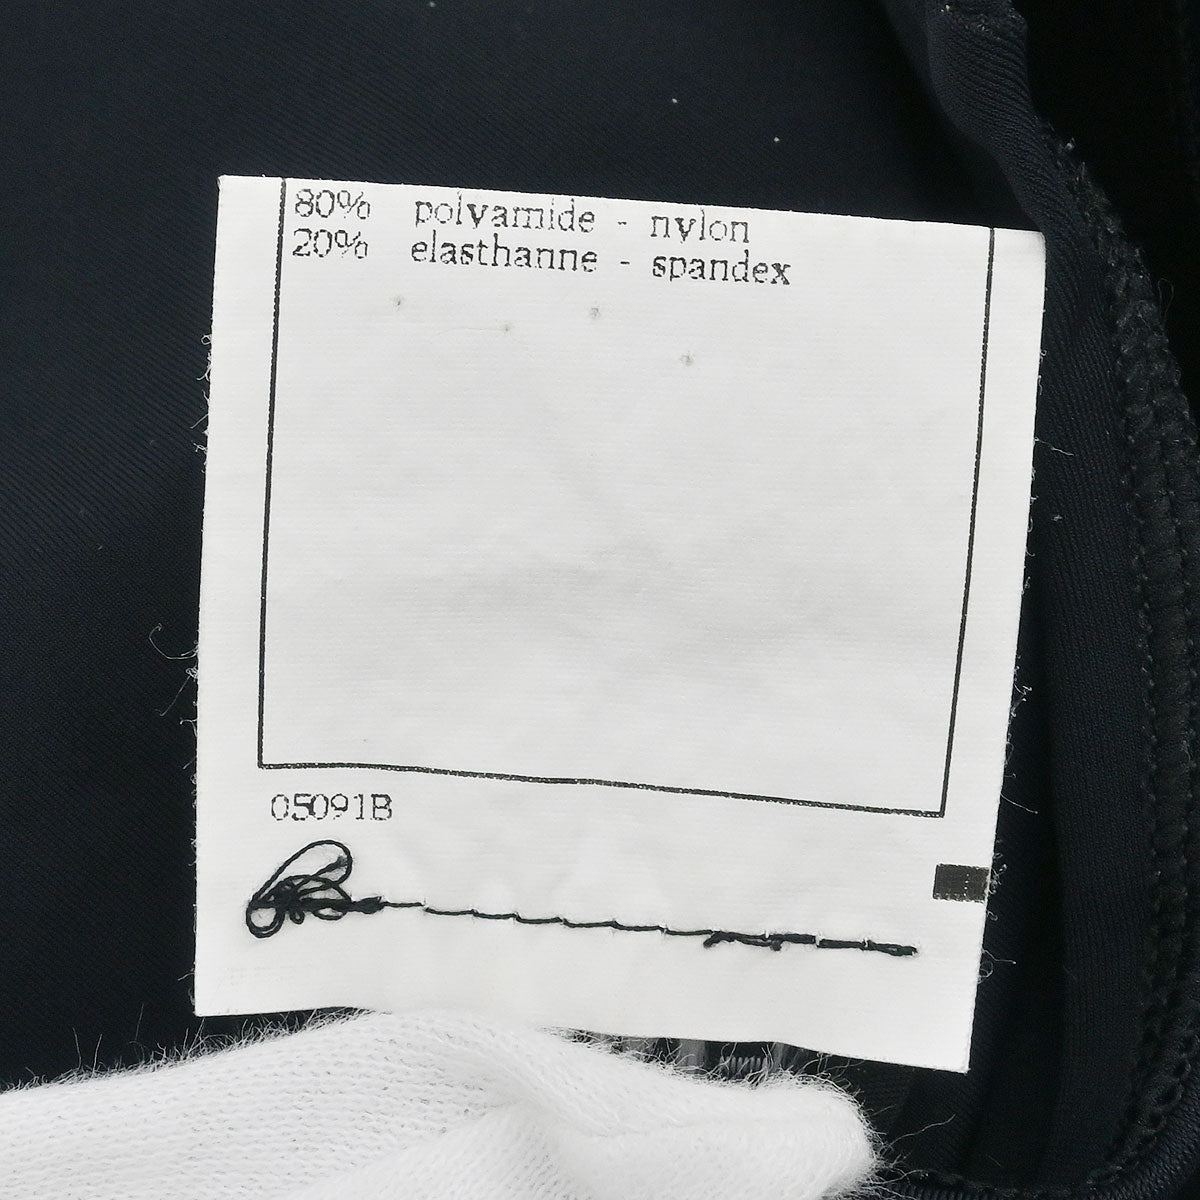 80% polyamide - nylon
20% elasthanne - spandex
05091B